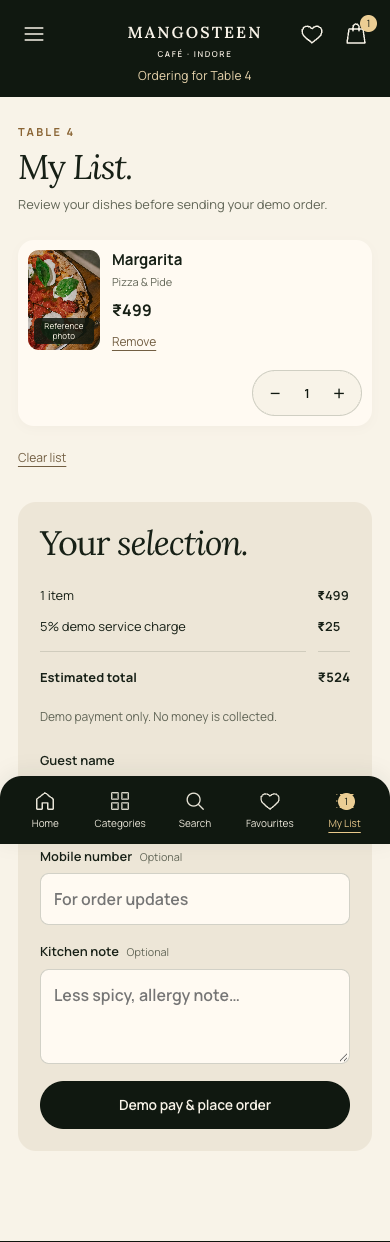 MANGOSTEEN
CAFÉ · INDORE
Ordering for Table 4
1
TABLE 4
My List.
Review your dishes before sending your demo order.
Reference
photo
Margarita
Pizza & Pide
₹499
Remove
− 1 +
Clear list
Your selection.
1 item ₹499
5% demo service charge ₹25
Estimated total ₹524
Demo payment only. No money is collected.
Guest name
1
Home Categories Search Favourites My List
Mobile number Optional
For order updates
Kitchen note Optional
Less spicy, allergy note…
Demo pay & place order